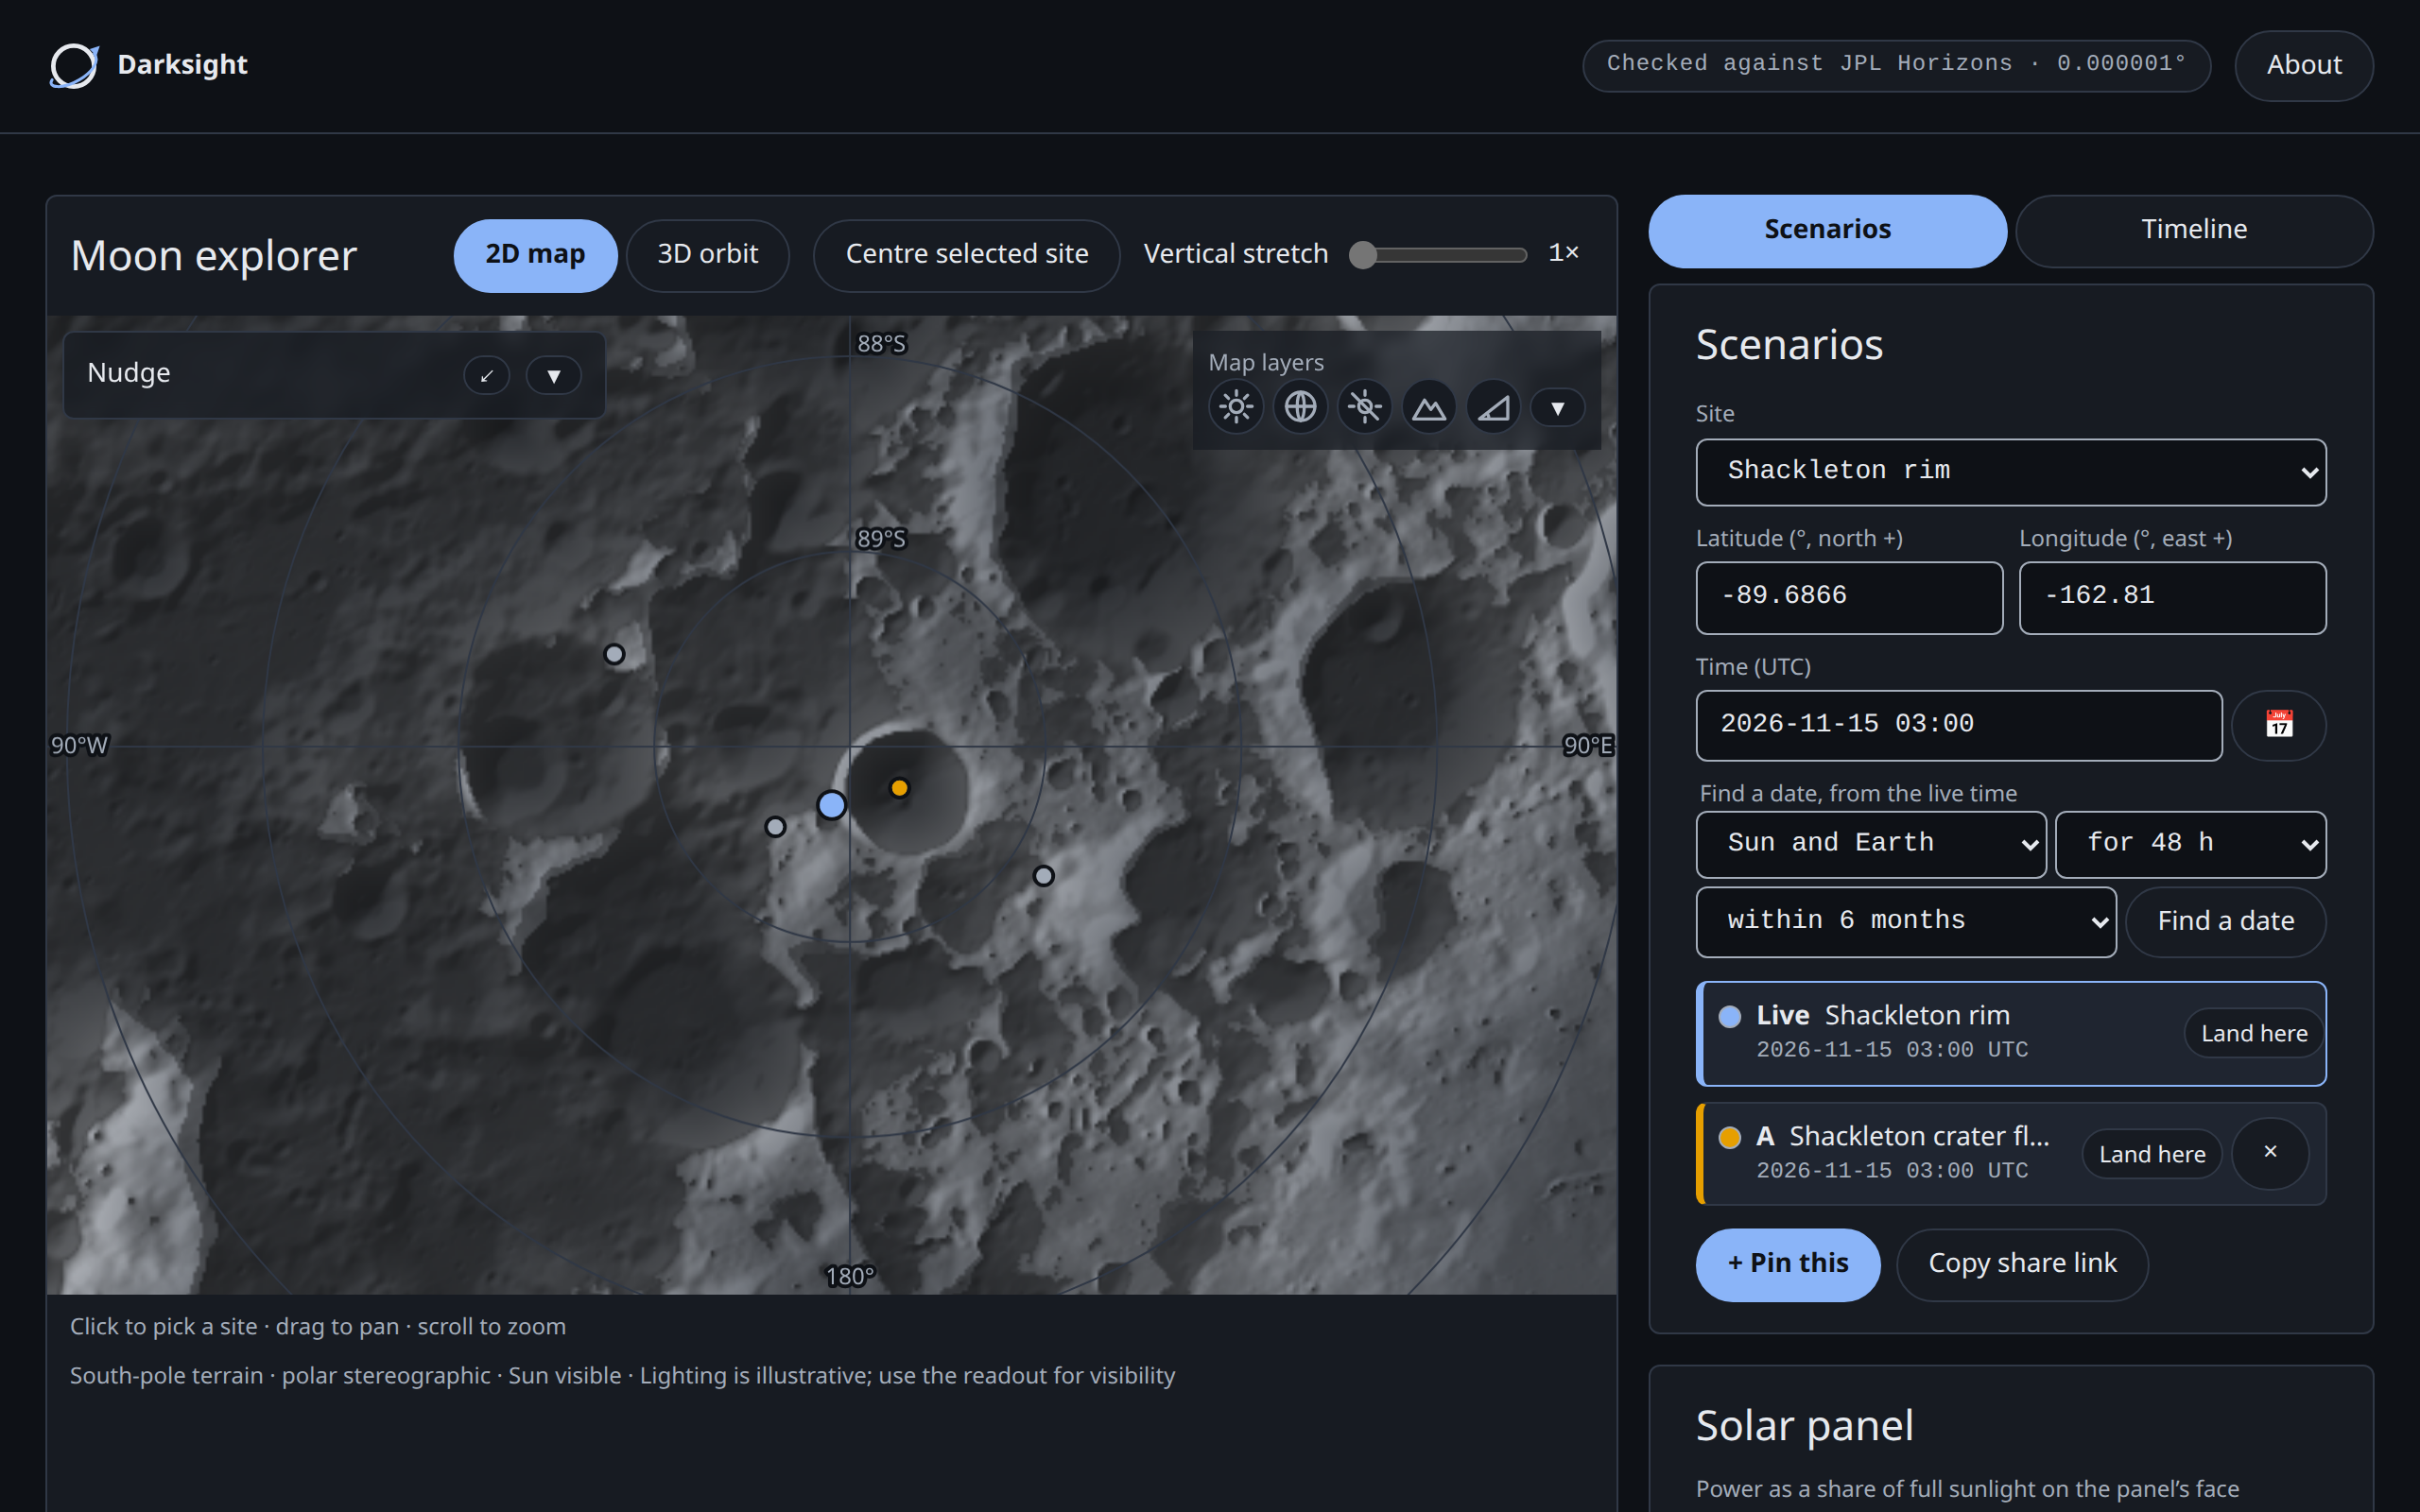 Darksight
Checked against JPL Horizons · 0.000001°
About
Moon explorer
2D map
3D orbit
Centre selected site
Vertical stretch
1×
Nudge
Map layers
88°S
89°S
90°W
90°E
180°
Click to pick a site · drag to pan · scroll to zoom
South-pole terrain · polar stereographic · Sun visible · Lighting is illustrative; use the readout for visibility
Scenarios
Timeline
Scenarios
Site
Shackleton rim
Latitude (°, north +)
Longitude (°, east +)
-89.6866
-162.81
Time (UTC)
2026-11-15 03:00
July
17
Find a date, from the live time
Sun and Earth
for 48 h
within 6 months
Find a date
Live Shackleton rim
2026-11-15 03:00 UTC
Land here
A Shackleton crater fl…
2026-11-15 03:00 UTC
Land here
×
+ Pin this
Copy share link
Solar panel
Power as a share of full sunlight on the panel’s face